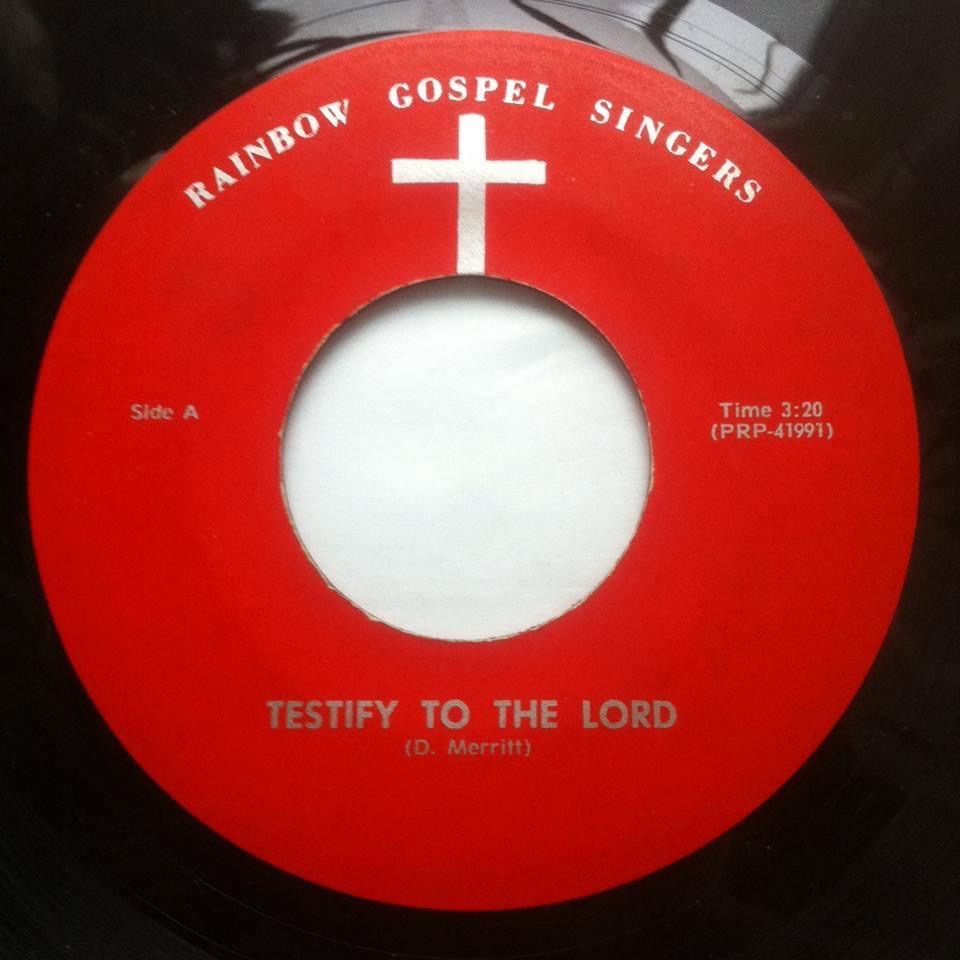 RAINBOW GOSPEL SINGERS
Side A
Time 3:20
(PRP-41991)
TESTIFY TO THE LORD
(D. Merritt)